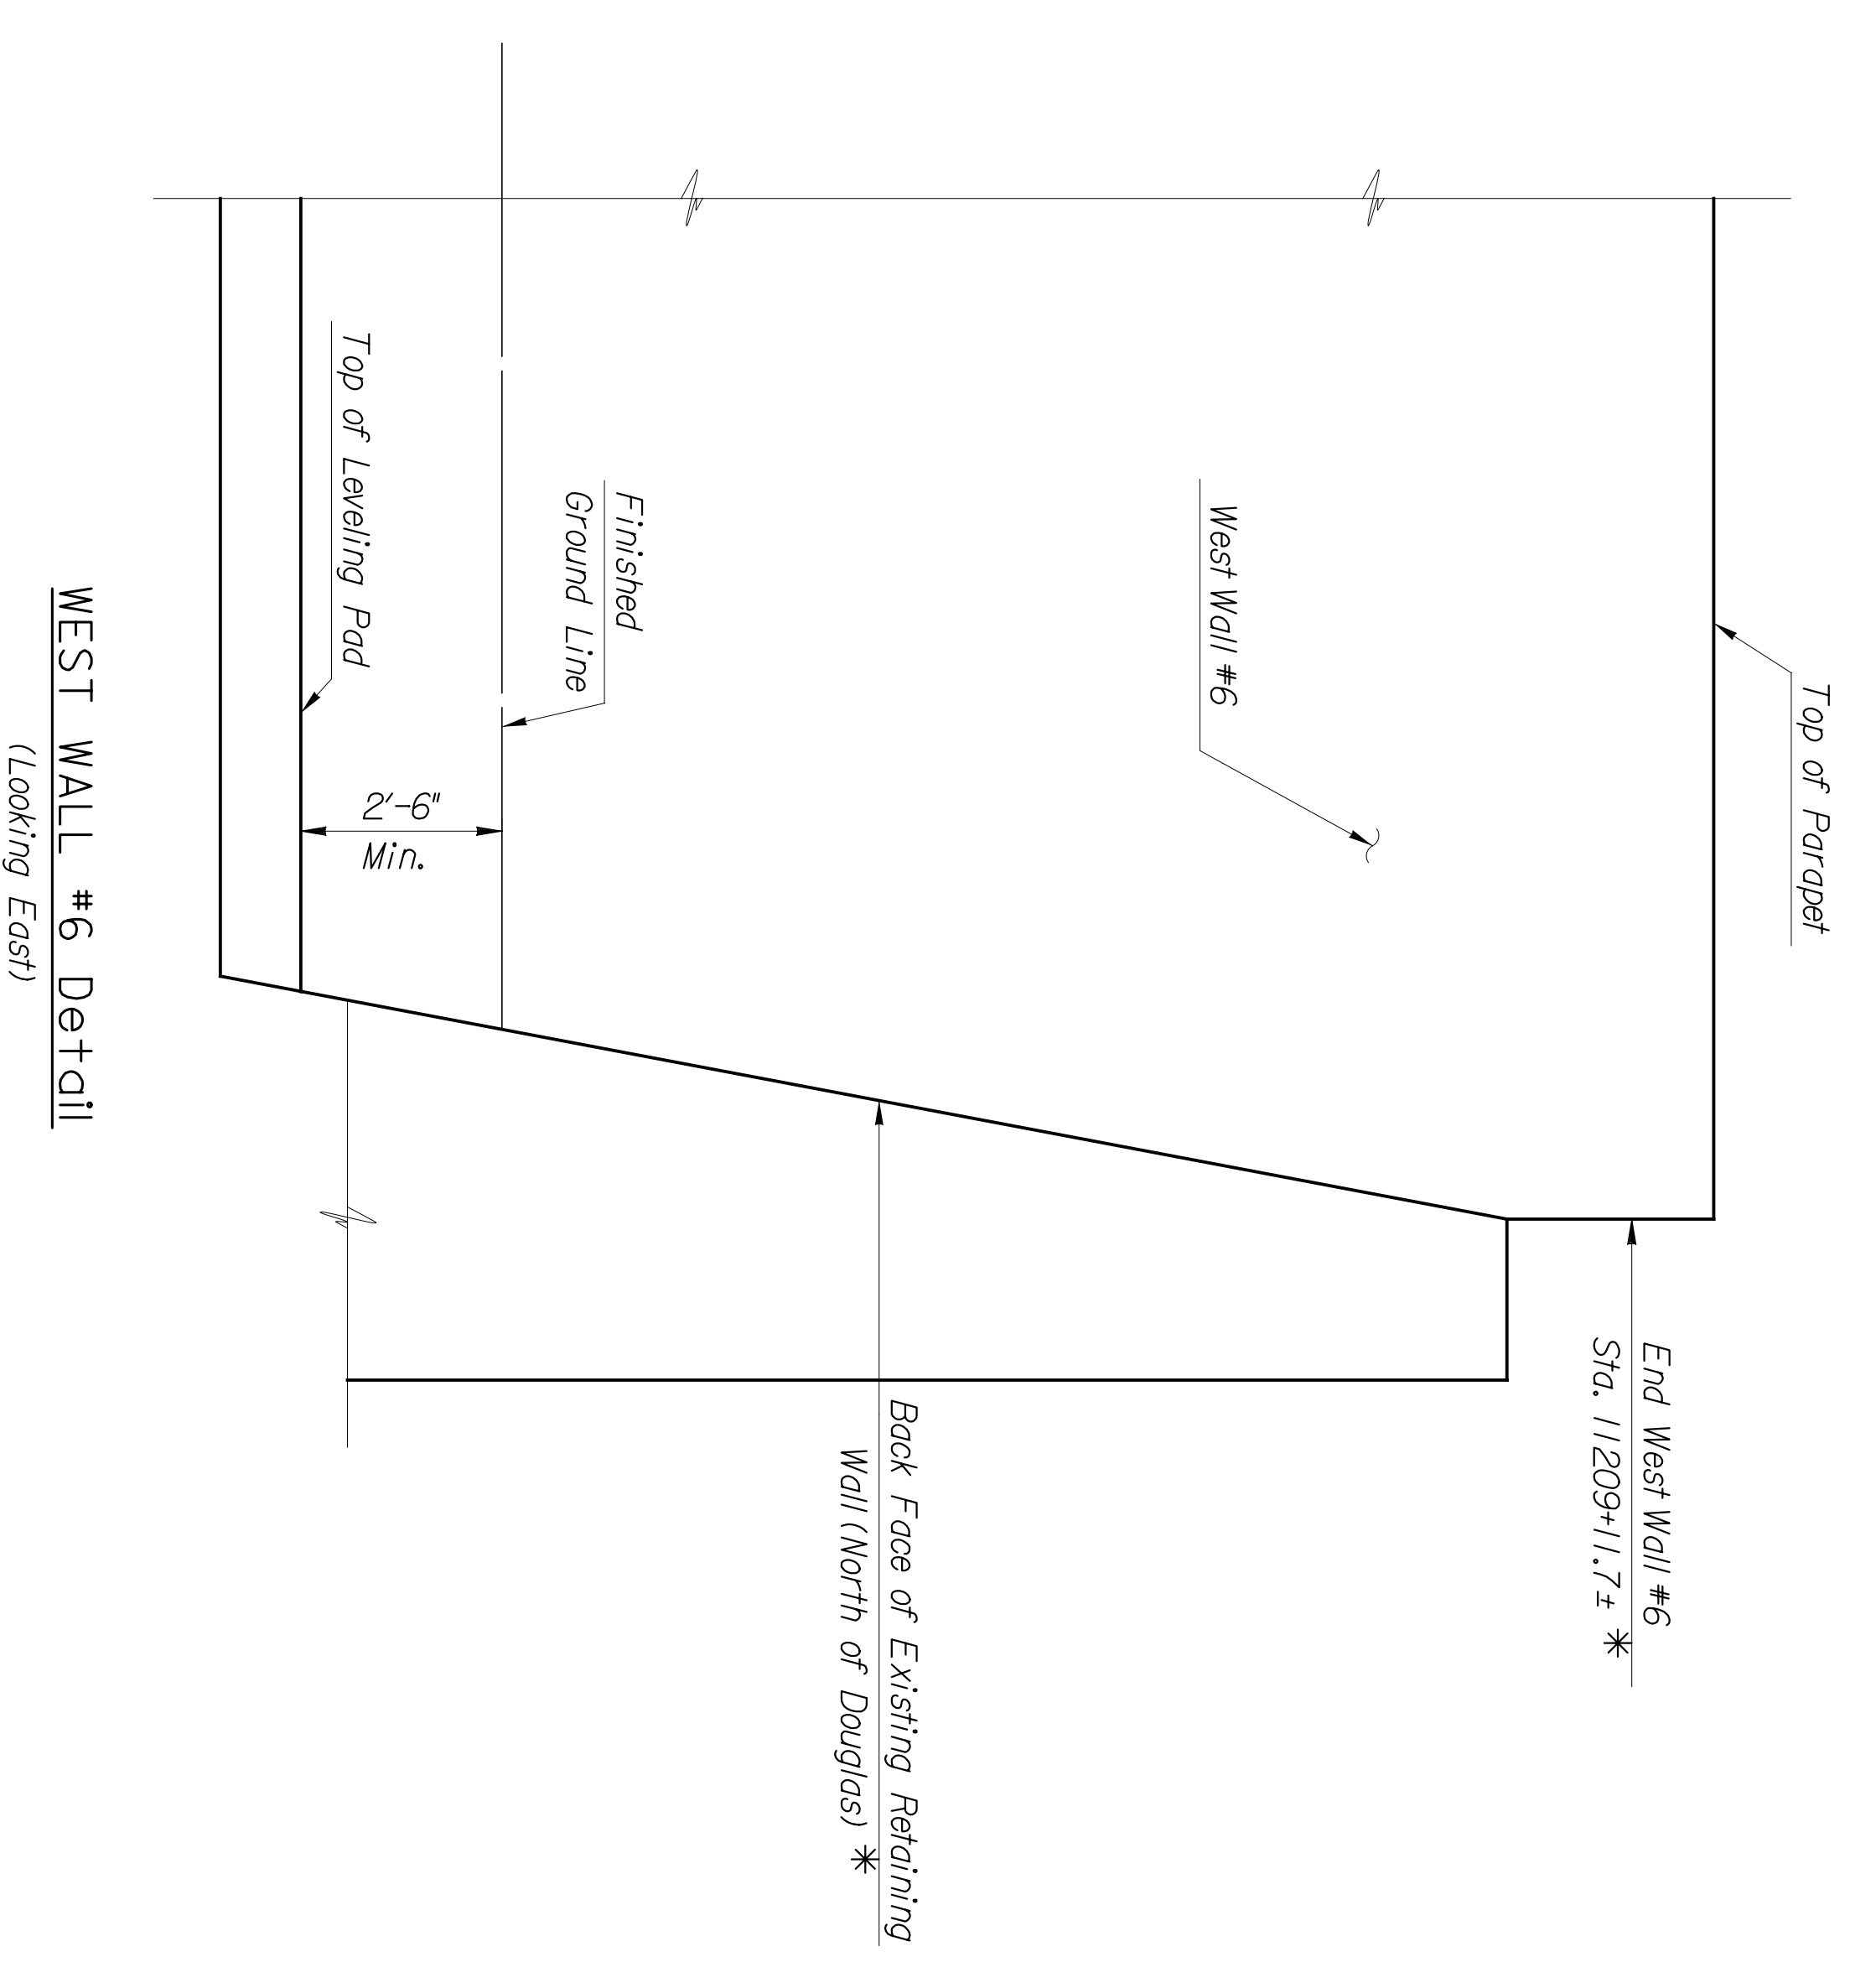 Top of Parapet
End West Wall #6
Sta. 11209+11.7± *
West Wall #6
Back Face of Existing Retaining
Wall (North of Douglas) *
Finished
Ground Line
2'-6"
Min.
Top of Leveling Pad
WEST WALL #6 Detail
(Looking East)